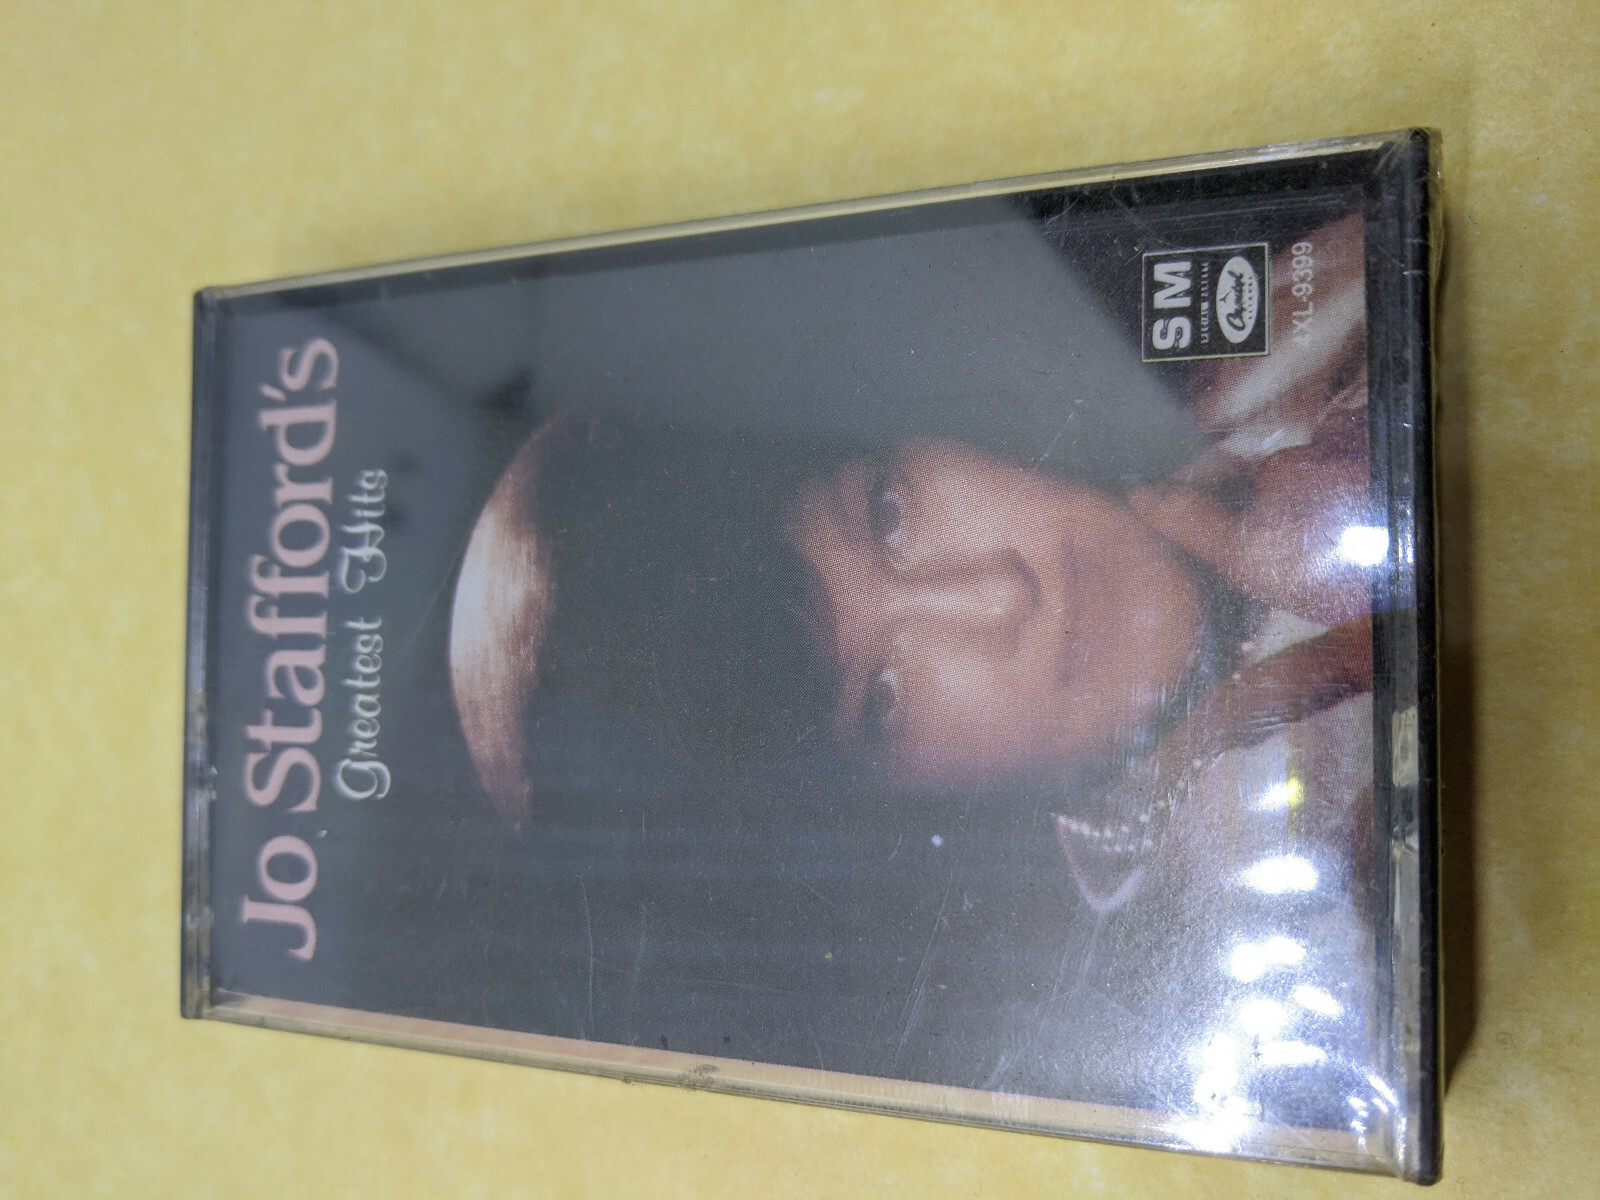 Jo Stafford's
Greatest Hits
SM
Capitol
4XL-9399